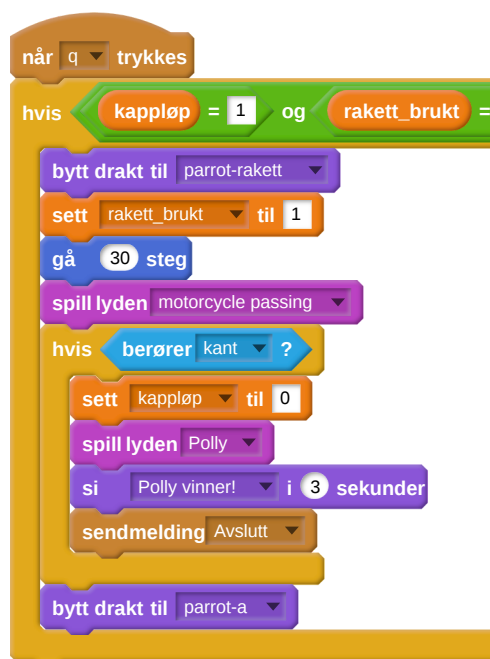 når q trykkes
hvis kappløp = 1 og rakett_brukt =
bytt drakt til parrot-rakett
sett rakett_brukt til 1
gå 30 steg
spill lyden motorcycle passing
hvis berører kant ?
sett kappløp til 0
spill lyden Polly
si Polly vinner! i 3 sekunder
sendmelding Avslutt
bytt drakt til parrot-a